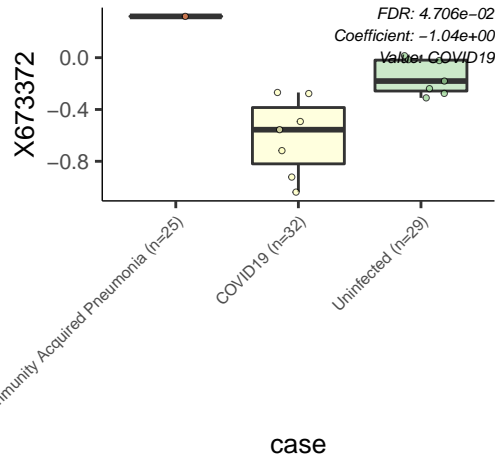 FDR: 4.706e−02
Coefficient: −1.04e+00
Value: COVID19
X673372
0.0
−0.4
−0.8
mmunity Acquired Pneumonia (n=25)
COVID19 (n=32)
Uninfected (n=29)
case